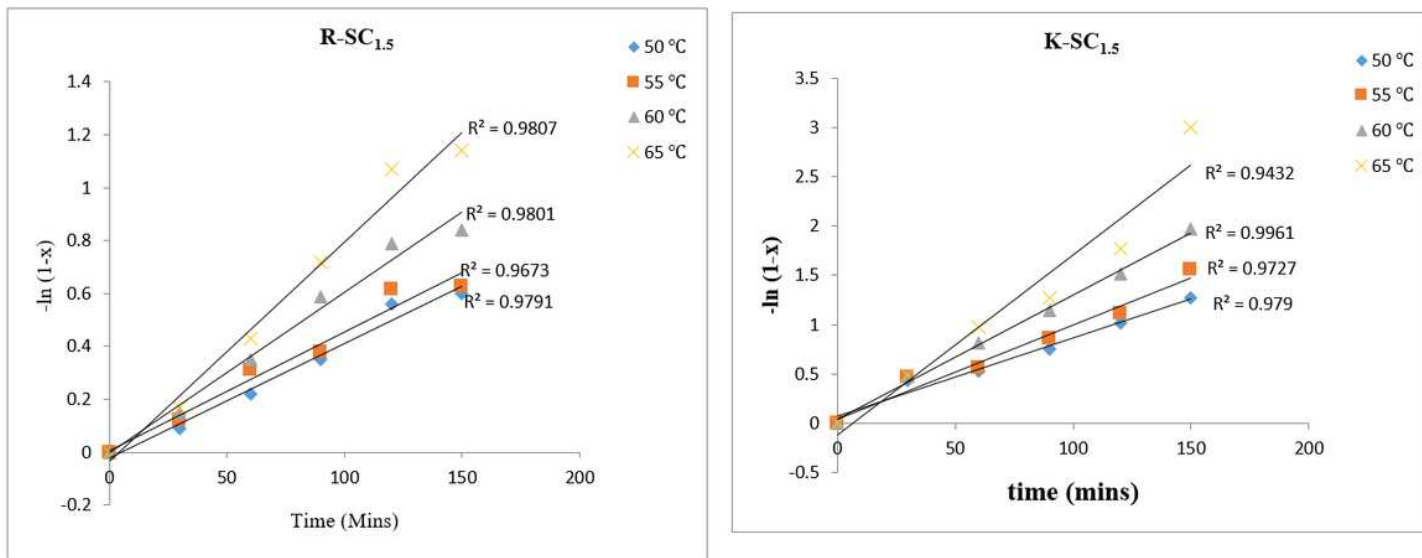 R-SC1.5
50 ℃
55 ℃
60 ℃
65 ℃
1.4
1.2
1
0.8
0.6
0.4
0.2
0
-0.2
0
50
100
150
200
R² = 0.9807
R² = 0.9801
R² = 0.9673
R² = 0.9791
-ln (1-x)
Time (Mins)
K-SC1.5
50 ℃
55 ℃
60 ℃
65 ℃
3.5
3
2.5
2
1.5
1
0.5
0
-0.5
0
50
100
150
200
R² = 0.9432
R² = 0.9961
R² = 0.9727
R² = 0.979
-ln (1-x)
time (mins)